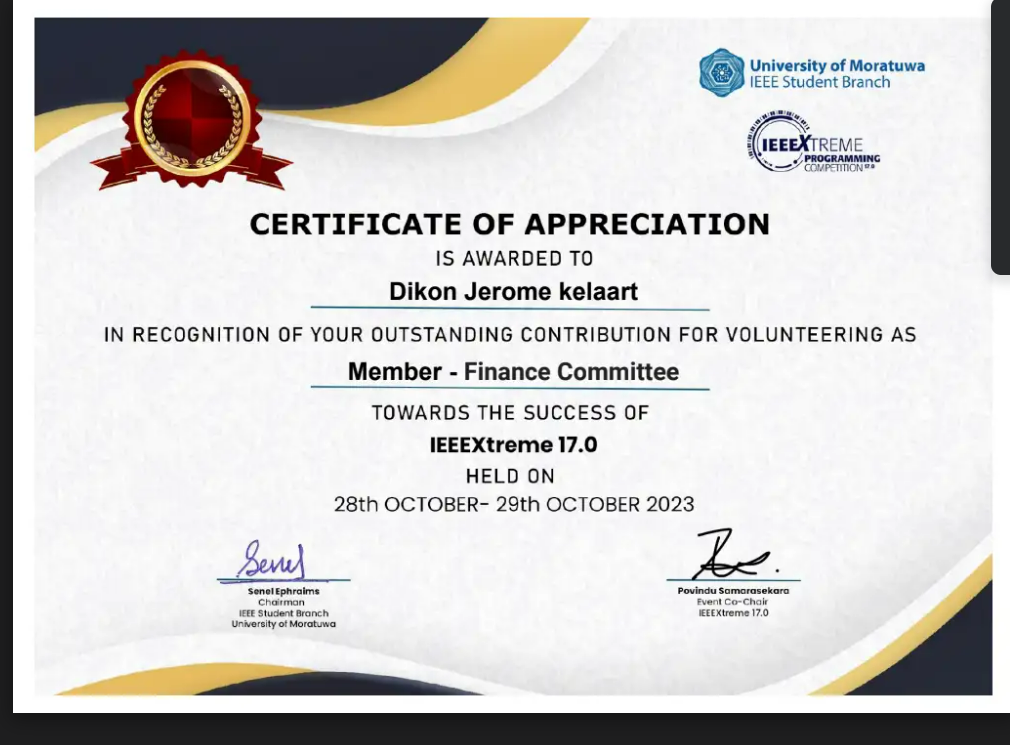 University of Moratuwa
IEEE Student Branch
IEEEXTREME
PROGRAMMING
COMPETITION 17.0
CERTIFICATE OF APPRECIATION
IS AWARDED TO
Dikon Jerome kelaart
IN RECOGNITION OF YOUR OUTSTANDING CONTRIBUTION FOR VOLUNTEERING AS
Member - Finance Committee
TOWARDS THE SUCCESS OF
IEEEXtreme 17.0
HELD ON
28th OCTOBER- 29th OCTOBER 2023
Senel
Senel Ephraims
Chairman
IEEE Student Branch
University of Moratuwa
Povindu Samarasekara
Event Co-Chair
IEEEXtreme 17.0